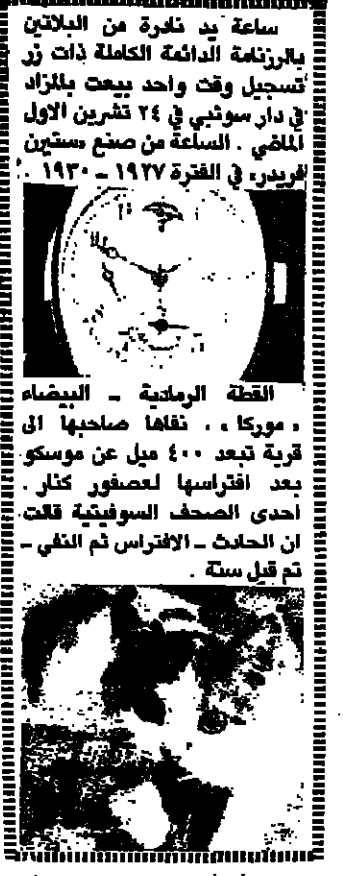 ساعة يد نادرة من البلاتين
بالرزنامة الدائمة الكاملة ذات زر
تسجيل وقت واحد بيعت بالمزاد
في دار سوثبي في ٢٤ تشرين الاول
الماضي . الساعة من صنع «ستيرن
فريدر» في الفترة ١٩٢٧ ـ ١٩٣٠ .
القطة الرمادية ـ البيضاء
« موركا » ، نفاها صاحبها الى
قرية تبعد ٤٠٠ ميل عن موسكو
بعد افتراسها لعصفور كنار .
احدى الصحف السوفيتية قالت
ان الحادث ـ الافتراس ثم النفي ـ
تم قبل سنة .